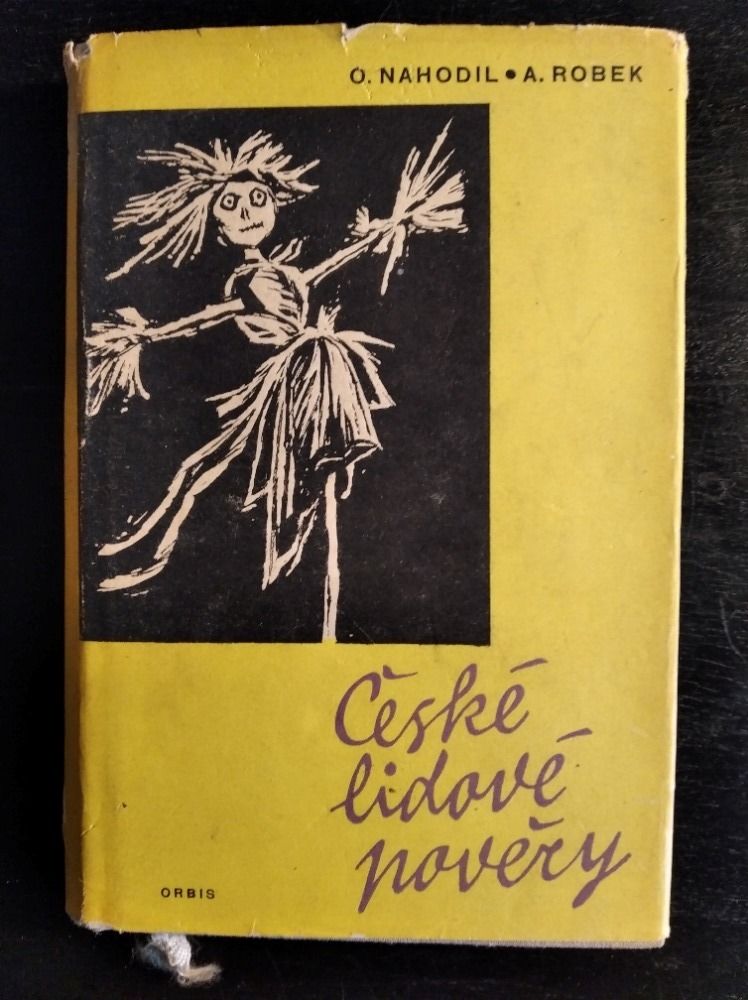 O. NAHODIL • A. ROBEK
České
lidové
pověry
ORBIS